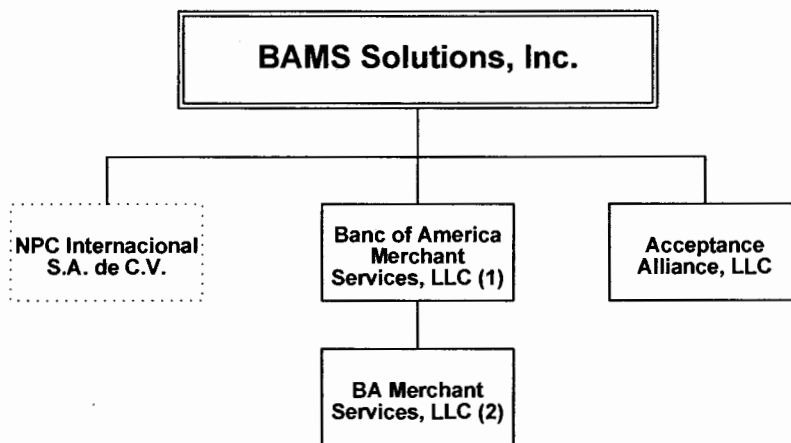 BAMS Solutions, Inc.
NPC Internacional
S.A. de C.V.
Banc of America
Merchant
Services, LLC (1)
Acceptance
Alliance, LLC
BA Merchant
Services, LLC (2)